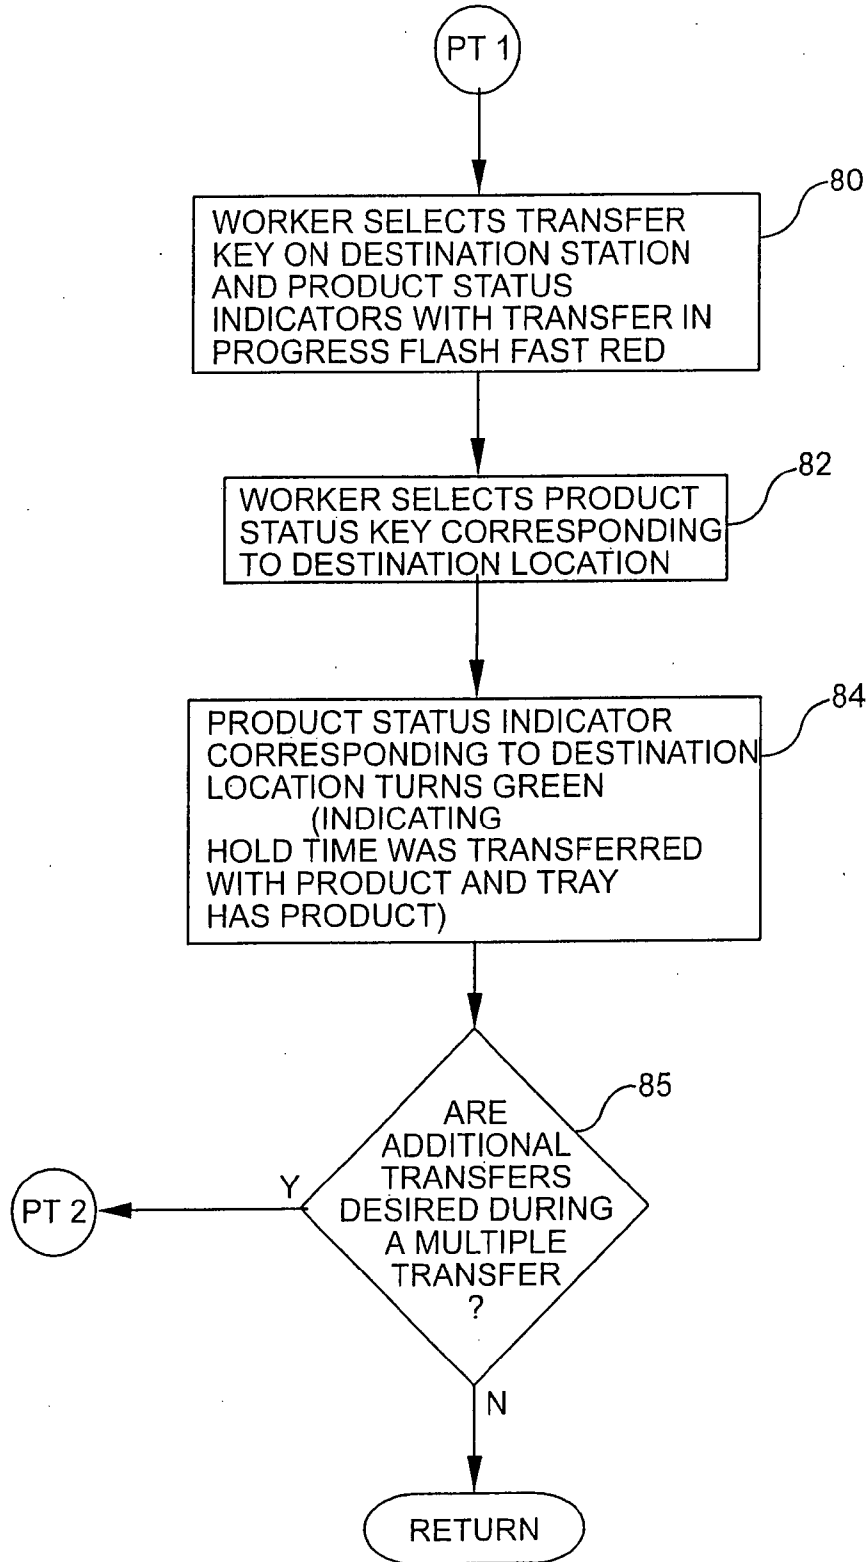 PT 1
80
WORKER SELECTS TRANSFER
KEY ON DESTINATION STATION
AND PRODUCT STATUS
INDICATORS WITH TRANSFER IN
PROGRESS FLASH FAST RED
82
WORKER SELECTS PRODUCT
STATUS KEY CORRESPONDING
TO DESTINATION LOCATION
84
PRODUCT STATUS INDICATOR
CORRESPONDING TO DESTINATION
LOCATION TURNS GREEN
(INDICATING
HOLD TIME WAS TRANSFERRED
WITH PRODUCT AND TRAY
HAS PRODUCT)
85
ARE
ADDITIONAL
TRANSFERS
DESIRED DURING
A MULTIPLE
TRANSFER
?
Y
PT 2
N
RETURN